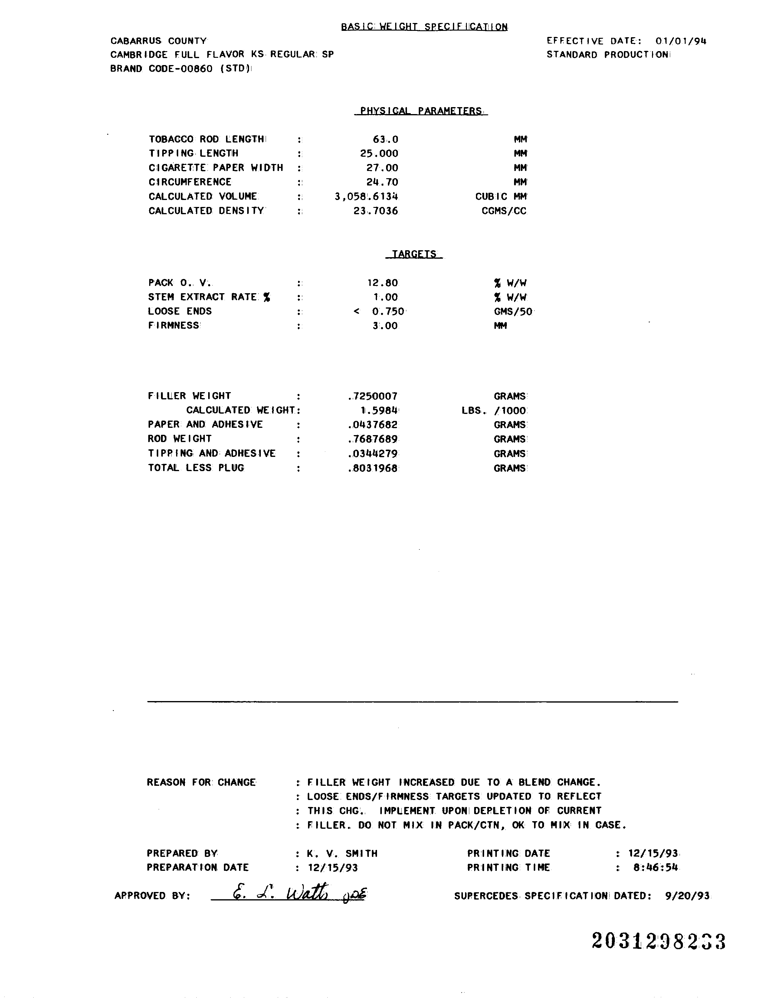 BASIC WEIGHT SPECIFICATION
CABARRUS COUNTY EFFECTIVE DATE: 01/01/94
CAMBRIDGE FULL FLAVOR KS REGULAR SP STANDARD PRODUCTION
BRAND CODE-00860 (STD)
PHYSICAL PARAMETERS
TOBACCO ROD LENGTH : 63.0 MM
TIPPING LENGTH : 25.000 MM
CIGARETTE PAPER WIDTH : 27.00 MM
CIRCUMFERENCE : 24.70 MM
CALCULATED VOLUME : 3,058.6134 CUBIC MM
CALCULATED DENSITY : 23.7036 CGMS/CC
TARGETS
PACK O. V. : 12.80 % W/W
STEM EXTRACT RATE % : 1.00 % W/W
LOOSE ENDS : < 0.750 GMS/50
FIRMNESS : 3.00 MM
FILLER WEIGHT : .7250007 GRAMS
CALCULATED WEIGHT: 1.5984 LBS. /1000
PAPER AND ADHESIVE : .0437682 GRAMS
ROD WEIGHT : .7687689 GRAMS
TIPPING AND ADHESIVE : .0344279 GRAMS
TOTAL LESS PLUG : .8031968 GRAMS
REASON FOR CHANGE : FILLER WEIGHT INCREASED DUE TO A BLEND CHANGE.
: LOOSE ENDS/FIRMNESS TARGETS UPDATED TO REFLECT
: THIS CHG. IMPLEMENT UPON DEPLETION OF CURRENT
: FILLER. DO NOT MIX IN PACK/CTN, OK TO MIX IN CASE.
PREPARED BY : K. V. SMITH PRINTING DATE : 12/15/93
PREPARATION DATE : 12/15/93 PRINTING TIME : 8:46:54
APPROVED BY: E. L. Watts SUPERCEDES SPECIFICATION DATED: 9/20/93
2031298233